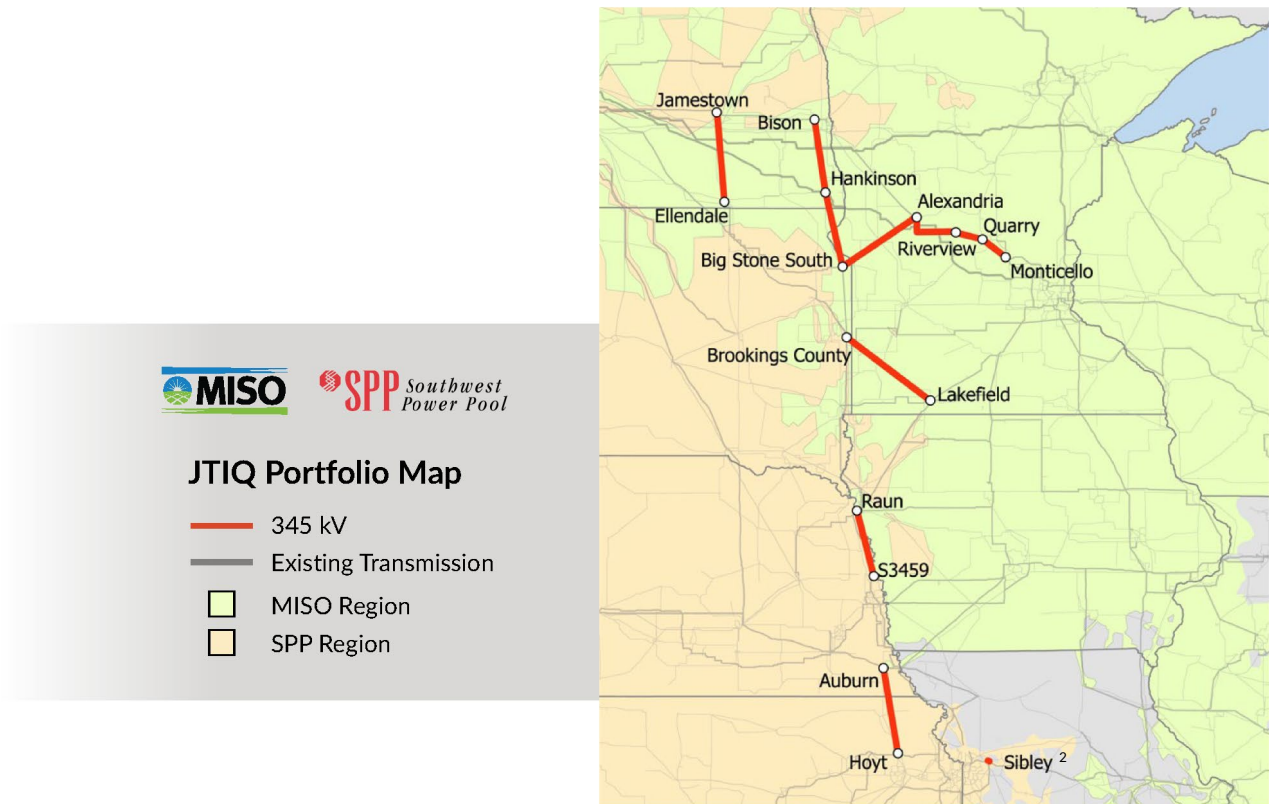 MISO
SPP Southwest
Power Pool
JTIQ Portfolio Map
345 kV
Existing Transmission
MISO Region
SPP Region
Jamestown
Bison
Hankinson
Ellendale
Alexandria
Quarry
Riverview
Big Stone South
Monticello
Brookings County
Lakefield
Raun
S3459
Auburn
Hoyt
Sibley 2